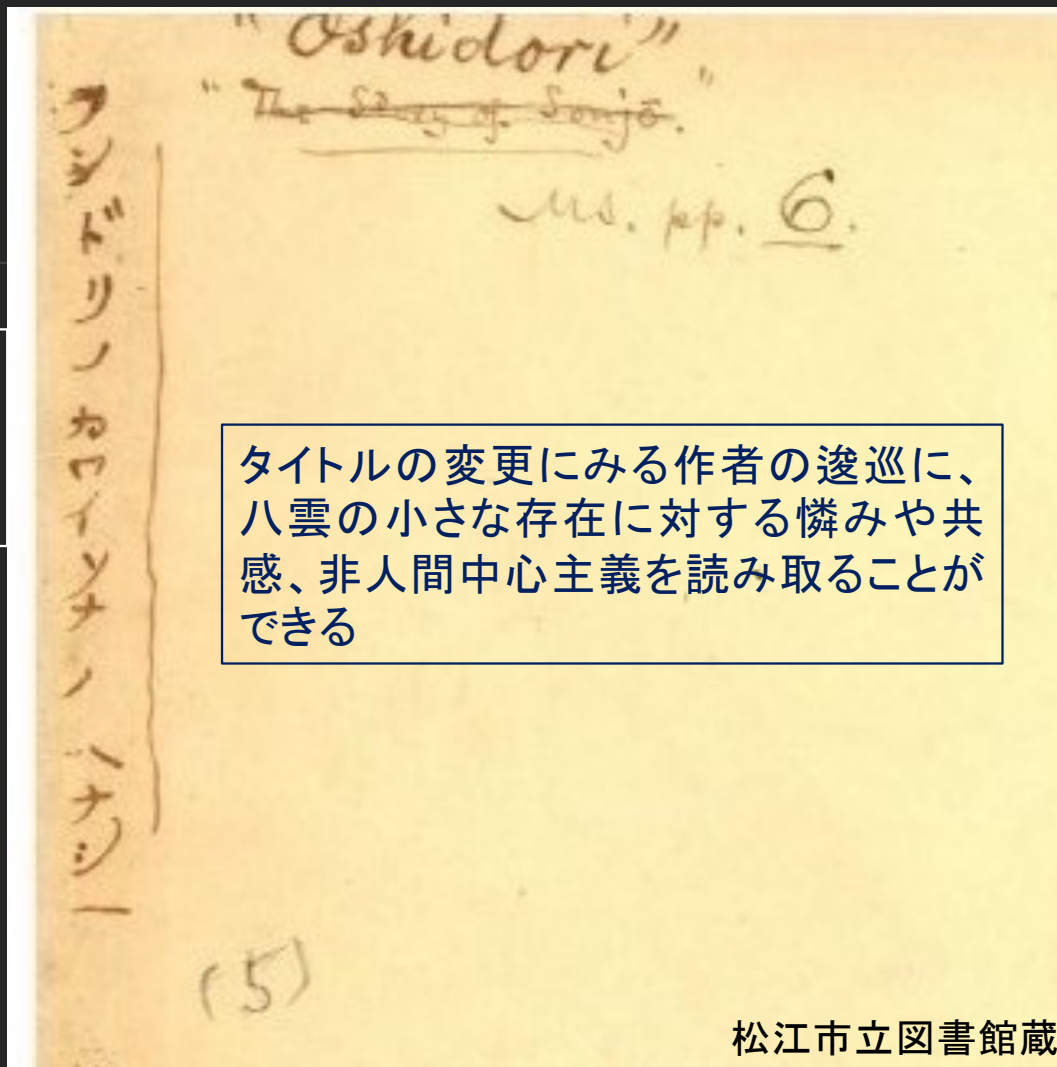 "Oshidori"
"The Story of Sonjō."
Ms. pp. 6.
ヲシドリノカワイソナノハナシー
タイトルの変更にみる作者の逡巡に、
八雲の小さな存在に対する憐みや共
感、非人間中心主義を読み取ることが
できる
(5)
松江市立図書館蔵